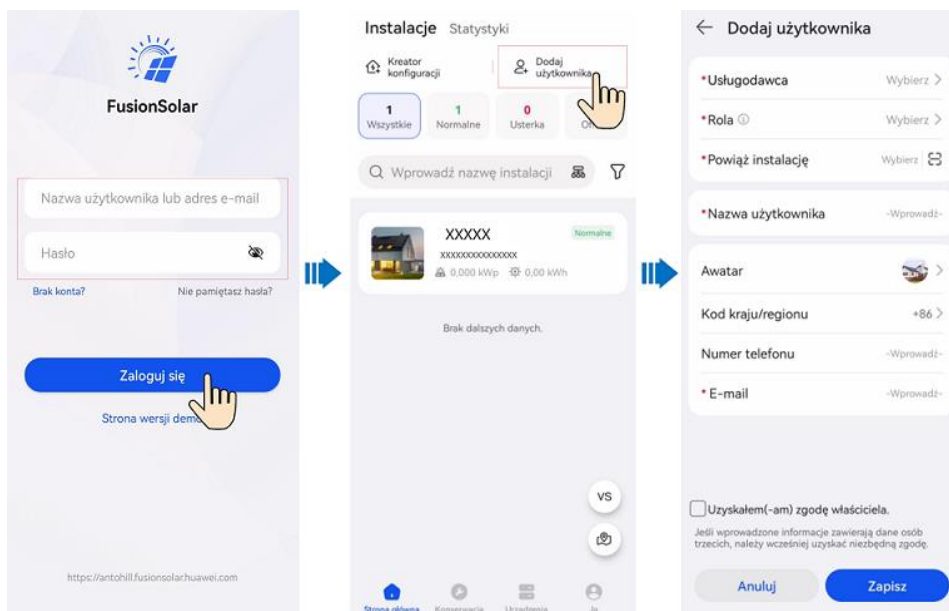 FusionSolar
Nazwa użytkownika lub adres e-mail
Hasło
Brak konta? Nie pamiętasz hasła?
Zaloguj się
Strona wersji demo
https://antohill.fusionsolar.huawei.com
Instalacje Statystyki
Kreator
konfiguracji
Dodaj
użytkownika
1
Wszystkie
1
Normalne
0
Usterka
Wprowadź nazwę instalacji
XXXXX
Normalne
XXXXXXXXXXXXXX
0,000 kWp 0,00 kWh
Brak dalszych danych.
VS
Strona główna Konserwacja Urządzenia Ja
Dodaj użytkownika
*Usługodawca Wybierz >
*Rola Wybierz >
*Powiąż instalację Wybierz
*Nazwa użytkownika -Wprowadź-
Awatar >
Kod kraju/regionu +86 >
Numer telefonu -Wprowadź-
* E-mail -Wprowadź-
Uzyskałem(-am) zgodę właściciela.
Jeśli wprowadzone informacje zawierają dane osób
trzecich, należy wcześniej uzyskać niezbędną zgodę.
Anuluj Zapisz